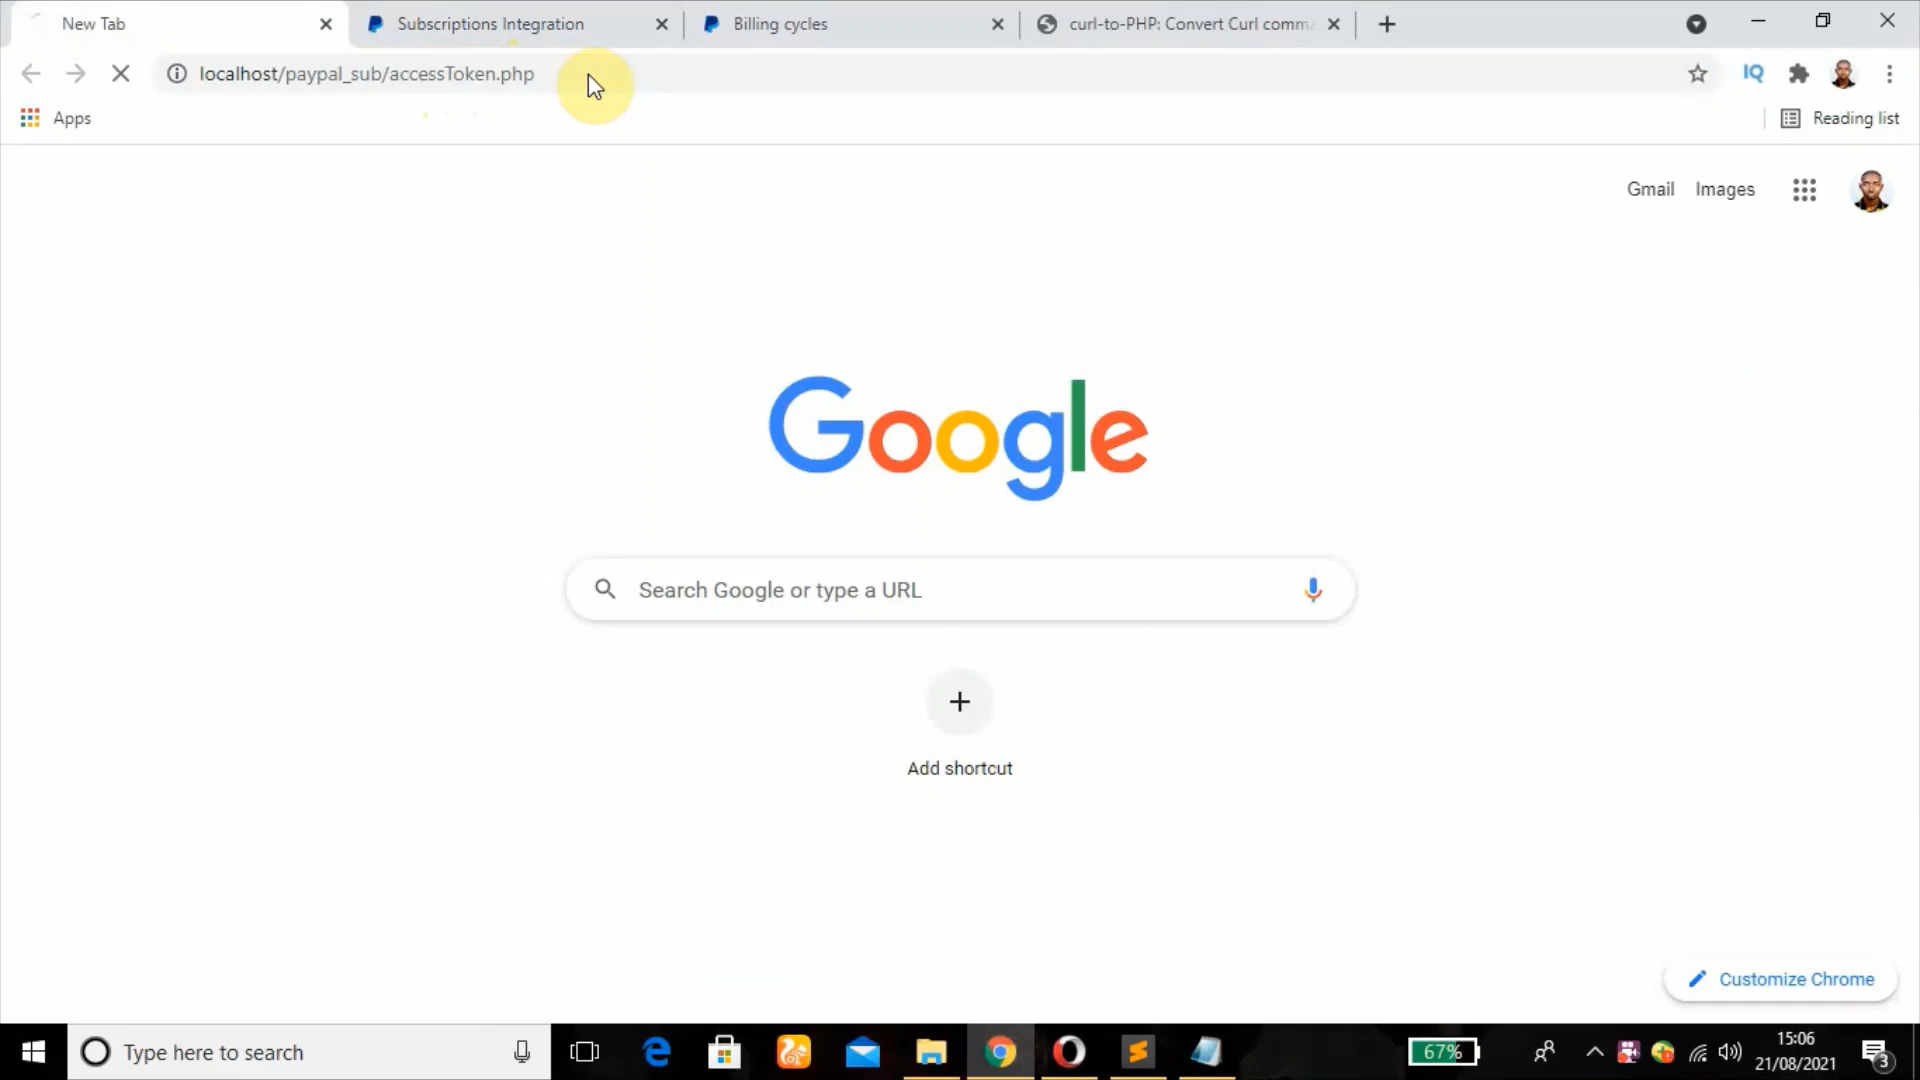 New Tab
Subscriptions Integration
Billing cycles
curl-to-PHP: Convert Curl comma
localhost/paypal_sub/accessToken.php
IQ
Apps
Reading list
Gmail
Images
Google
Search Google or type a URL
Add shortcut
Customize Chrome
Type here to search
67%
15:06
21/08/2021
3